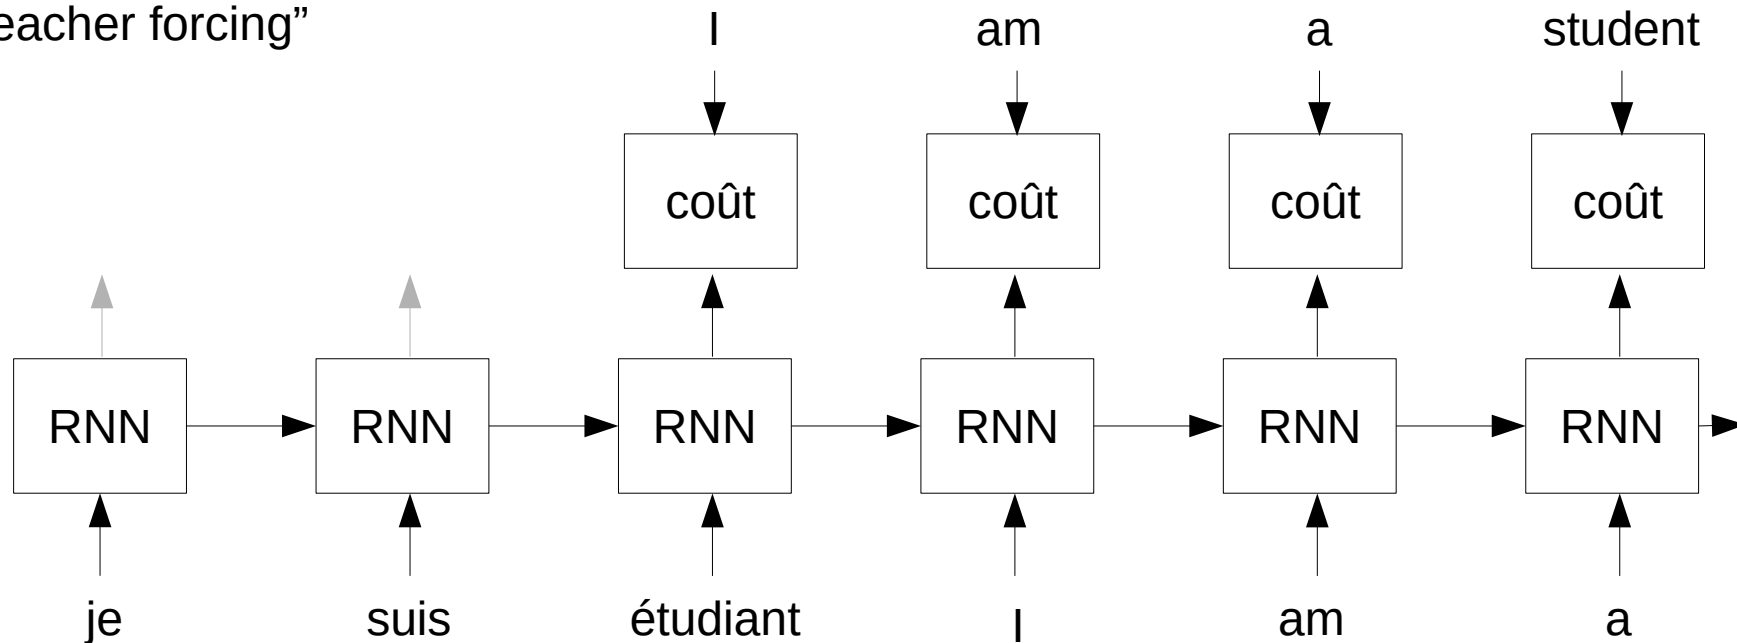 eacher forcing”
I am a student
coût coût coût coût
RNN RNN RNN RNN RNN RNN
je suis étudiant I am a